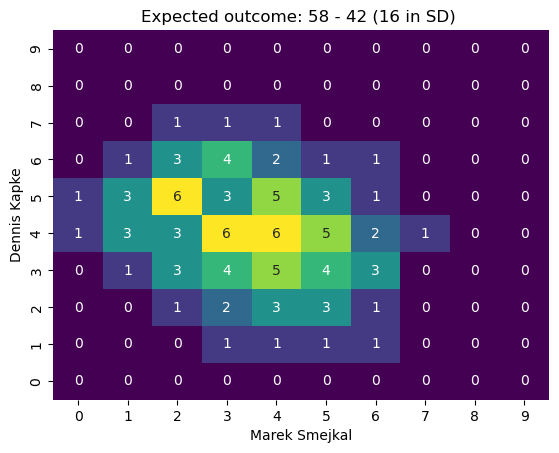 Expected outcome: 58 - 42 (16 in SD)
9 0 0 0 0 0 0 0 0 0 0
8 0 0 0 0 0 0 0 0 0 0
7 0 0 1 1 1 0 0 0 0 0
6 0 1 3 4 2 1 1 0 0 0
5 1 3 6 3 5 3 1 0 0 0
4 1 3 3 6 6 5 2 1 0 0
3 0 1 3 4 5 4 3 0 0 0
2 0 0 1 2 3 3 1 0 0 0
1 0 0 0 1 1 1 1 0 0 0
0 0 0 0 0 0 0 0 0 0 0
0 1 2 3 4 5 6 7 8 9
Marek Smejkal
Dennis Kapke